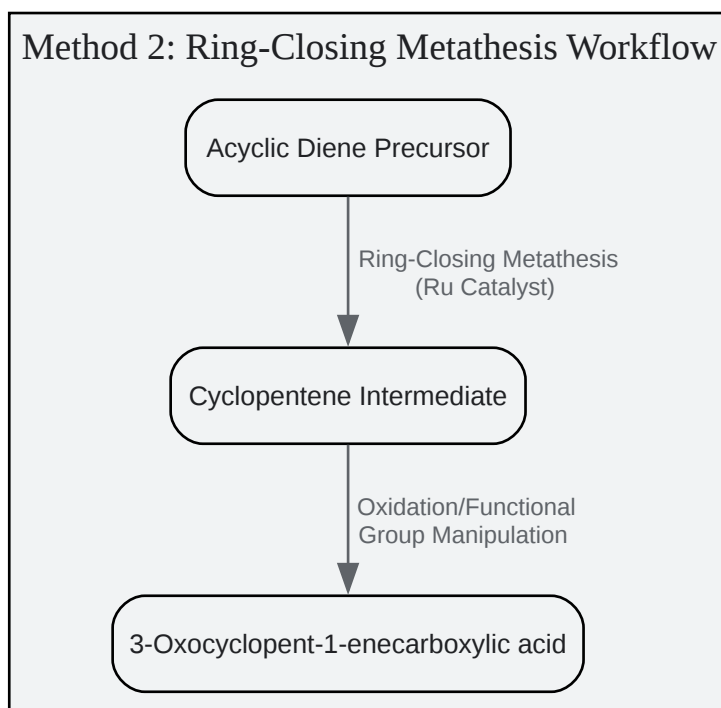 Method 2: Ring-Closing Metathesis Workflow
Acyclic Diene Precursor
Ring-Closing Metathesis
(Ru Catalyst)
Cyclopentene Intermediate
Oxidation/Functional
Group Manipulation
3-Oxocyclopent-1-enecarboxylic acid